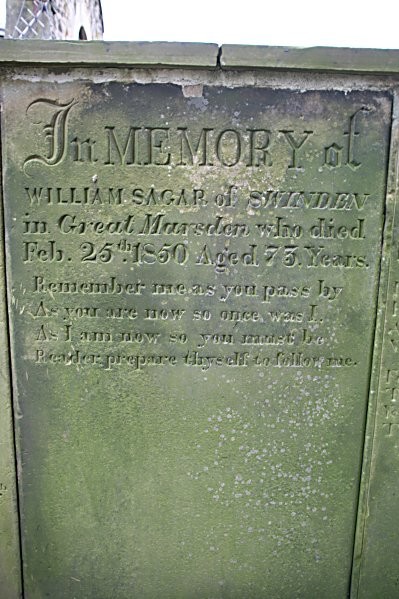 In MEMORY of
WILLIAM SAGAR of SWINDEN
in Great Marsden who died
Feb. 25th 1850 Aged 73 Years.
Remember me as you pass by
As you are now so once was I.
As I am now so you must be
Reader prepare thyself to follow me.